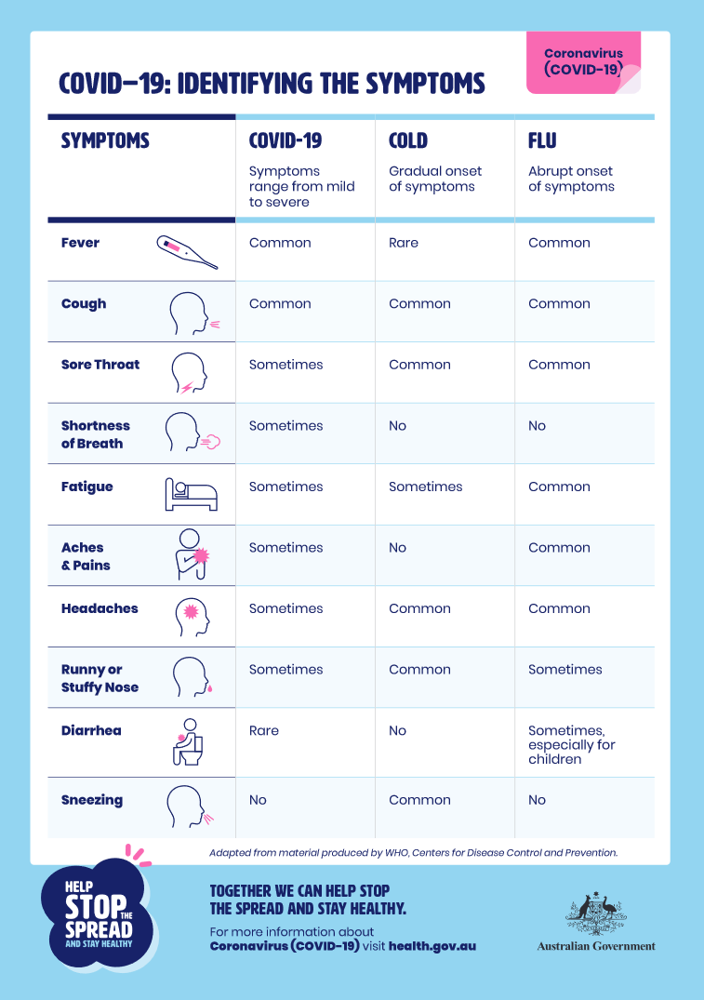 Coronavirus
(COVID-19)
COVID–19: IDENTIFYING THE SYMPTOMS
SYMPTOMS COVID-19 COLD FLU
Symptoms Gradual onset Abrupt onset
range from mild of symptoms of symptoms
to severe
Fever Common Rare Common
Cough Common Common Common
Sore Throat Sometimes Common Common
Shortness Sometimes No No
of Breath
Fatigue Sometimes Sometimes Common
Aches Sometimes No Common
& Pains
Headaches Sometimes Common Common
Runny or Sometimes Common Sometimes
Stuffy Nose
Diarrhea Rare No Sometimes,
especially for
children
Sneezing No Common No
Adapted from material produced by WHO, Centers for Disease Control and Prevention.
HELP
STOP THE
SPREAD
AND STAY HEALTHY
TOGETHER WE CAN HELP STOP
THE SPREAD AND STAY HEALTHY.
For more information about
Coronavirus (COVID-19) visit health.gov.au
Australian Government